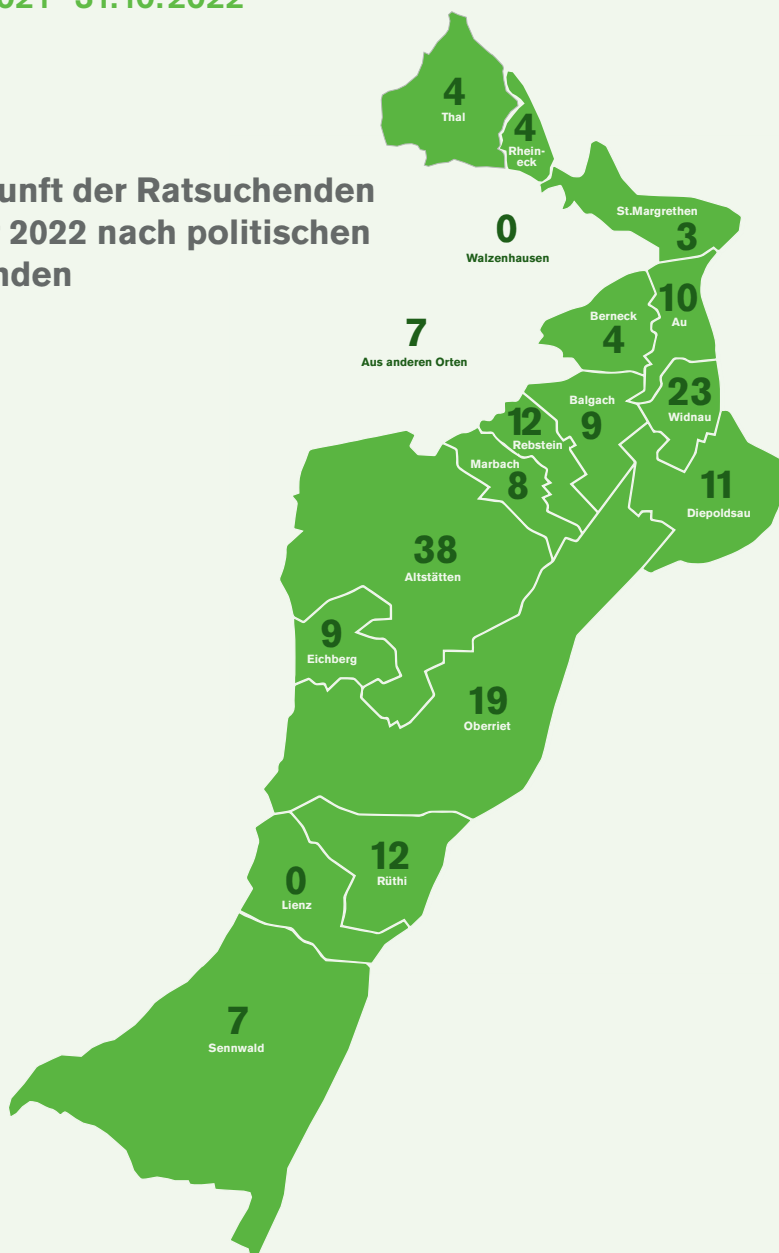 31.10.2022
unft der Ratsuchenden
2022 nach politischen
nden
4
Thal
4
Rhein-
eck
St.Margrethen
3
0
Walzenhausen
10
Au
Berneck
4
7
Aus anderen Orten
23
Widnau
Balgach
9
12
Rebstein
Marbach
8
11
Diepoldsau
38
Altstätten
9
Eichberg
19
Oberriet
12
Rüthi
0
Lienz
7
Sennwald